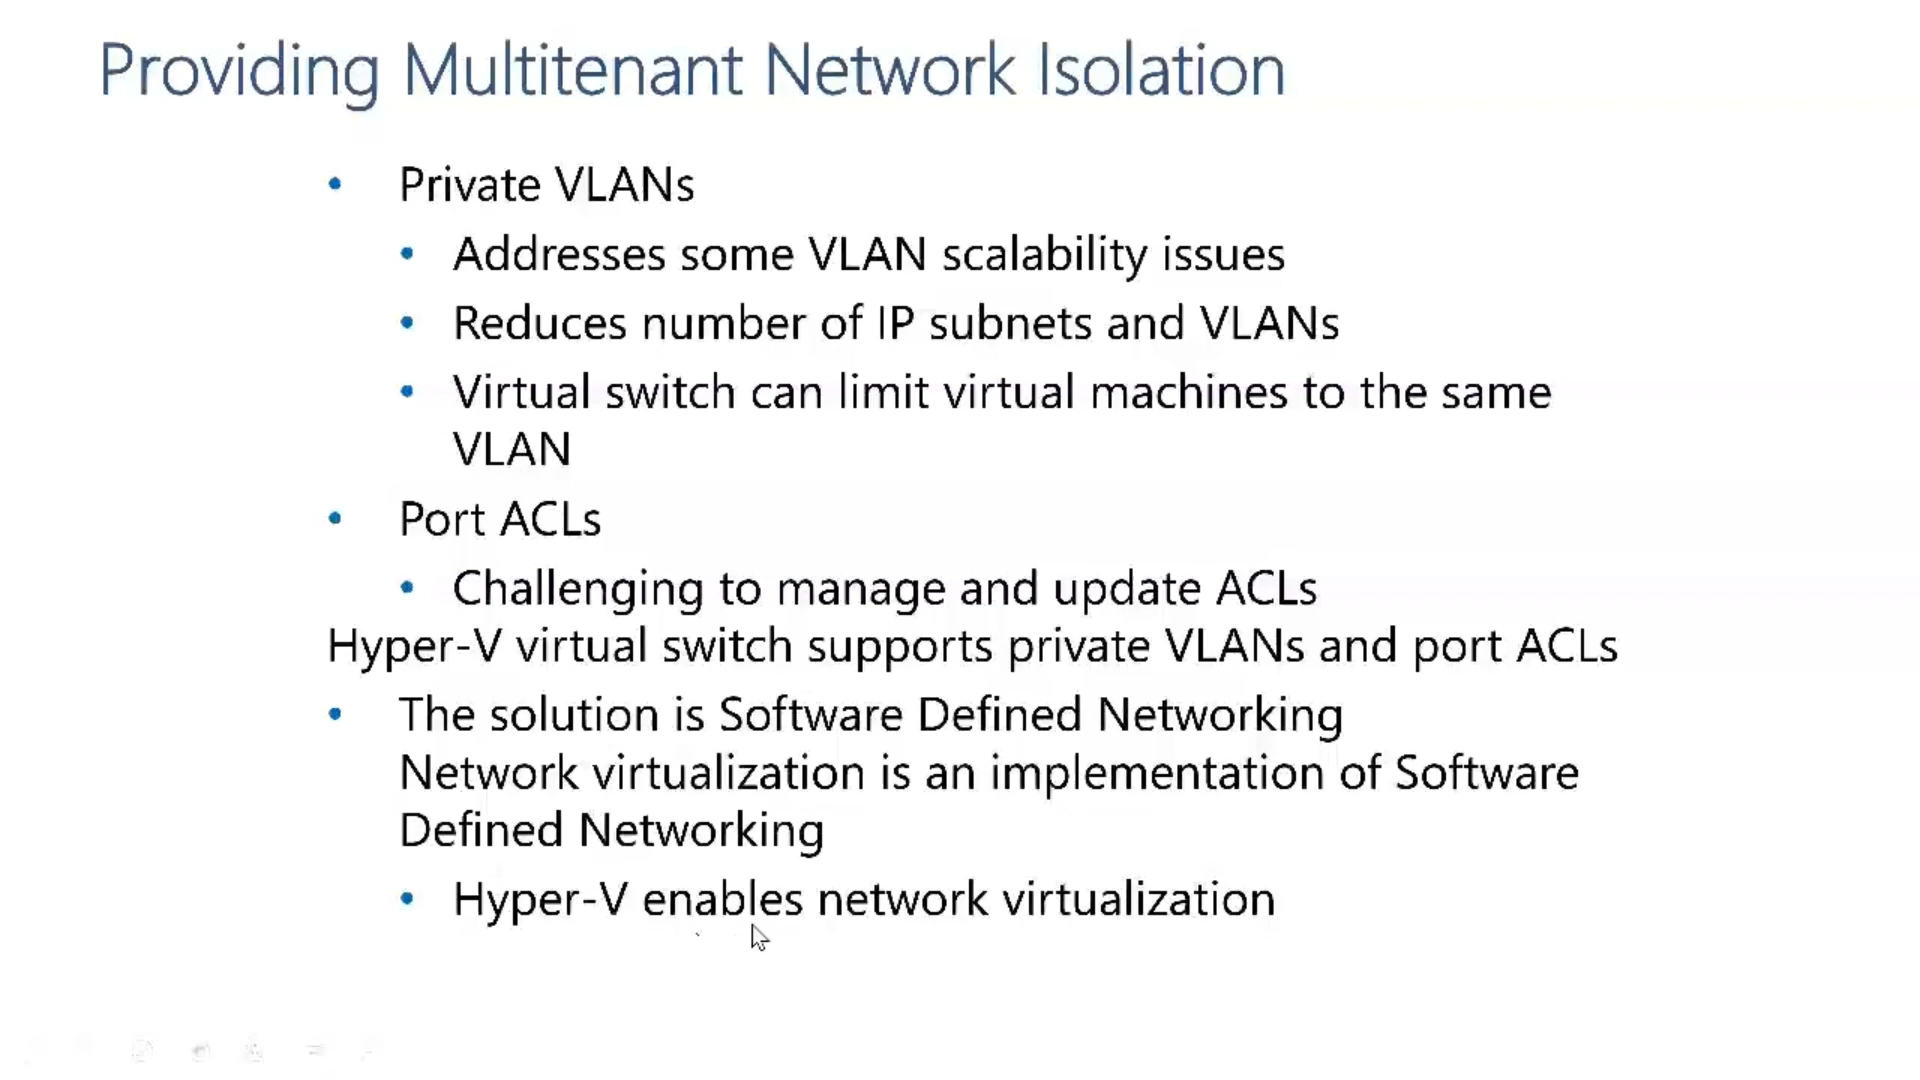 Providing Multitenant Network Isolation
• Private VLANs
• Addresses some VLAN scalability issues
• Reduces number of IP subnets and VLANs
• Virtual switch can limit virtual machines to the same
VLAN
• Port ACLs
• Challenging to manage and update ACLs
Hyper-V virtual switch supports private VLANs and port ACLs
• The solution is Software Defined Networking
Network virtualization is an implementation of Software
Defined Networking
• Hyper-V enables network virtualization